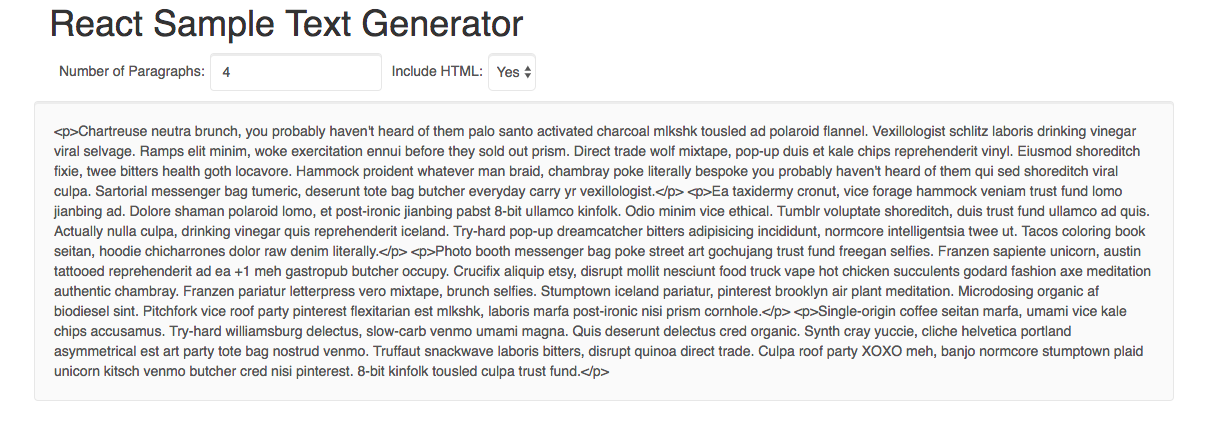 React Sample Text Generator
Number of Paragraphs: 4 Include HTML: Yes
<p>Chartreuse neutra brunch, you probably haven't heard of them palo santo activated charcoal mlkshk tousled ad polaroid flannel. Vexillologist schlitz laboris drinking vinegar
viral selvage. Ramps elit minim, woke exercitation ennui before they sold out prism. Direct trade wolf mixtape, pop-up duis et kale chips reprehenderit vinyl. Eiusmod shoreditch
fixie, twee bitters health goth locavore. Hammock proident whatever man braid, chambray poke literally bespoke you probably haven't heard of them qui sed shoreditch viral
culpa. Sartorial messenger bag tumeric, deserunt tote bag butcher everyday carry yr vexillologist.</p> <p>Ea taxidermy cronut, vice forage hammock veniam trust fund lomo
jianbing ad. Dolore shaman polaroid lomo, et post-ironic jianbing pabst 8-bit ullamco kinfolk. Odio minim vice ethical. Tumblr voluptate shoreditch, duis trust fund ullamco ad quis.
Actually nulla culpa, drinking vinegar quis reprehenderit iceland. Try-hard pop-up dreamcatcher bitters adipisicing incididunt, normcore intelligentsia twee ut. Tacos coloring book
seitan, hoodie chicharrones dolor raw denim literally.</p> <p>Photo booth messenger bag poke street art gochujang trust fund freegan selfies. Franzen sapiente unicorn, austin
tattooed reprehenderit ad ea +1 meh gastropub butcher occupy. Crucifix aliquip etsy, disrupt mollit nesciunt food truck vape hot chicken succulents godard fashion axe meditation
authentic chambray. Franzen pariatur letterpress vero mixtape, brunch selfies. Stumptown iceland pariatur, pinterest brooklyn air plant meditation. Microdosing organic af
biodiesel sint. Pitchfork vice roof party pinterest flexitarian est mlkshk, laboris marfa post-ironic nisi prism cornhole.</p> <p>Single-origin coffee seitan marfa, umami vice kale
chips accusamus. Try-hard williamsburg delectus, slow-carb venmo umami magna. Quis deserunt delectus cred organic. Synth cray yuccie, cliche helvetica portland
asymmetrical est art party tote bag nostrud venmo. Truffaut snackwave laboris bitters, disrupt quinoa direct trade. Culpa roof party XOXO meh, banjo normcore stumptown plaid
unicorn kitsch venmo butcher cred nisi pinterest. 8-bit kinfolk tousled culpa trust fund.</p>